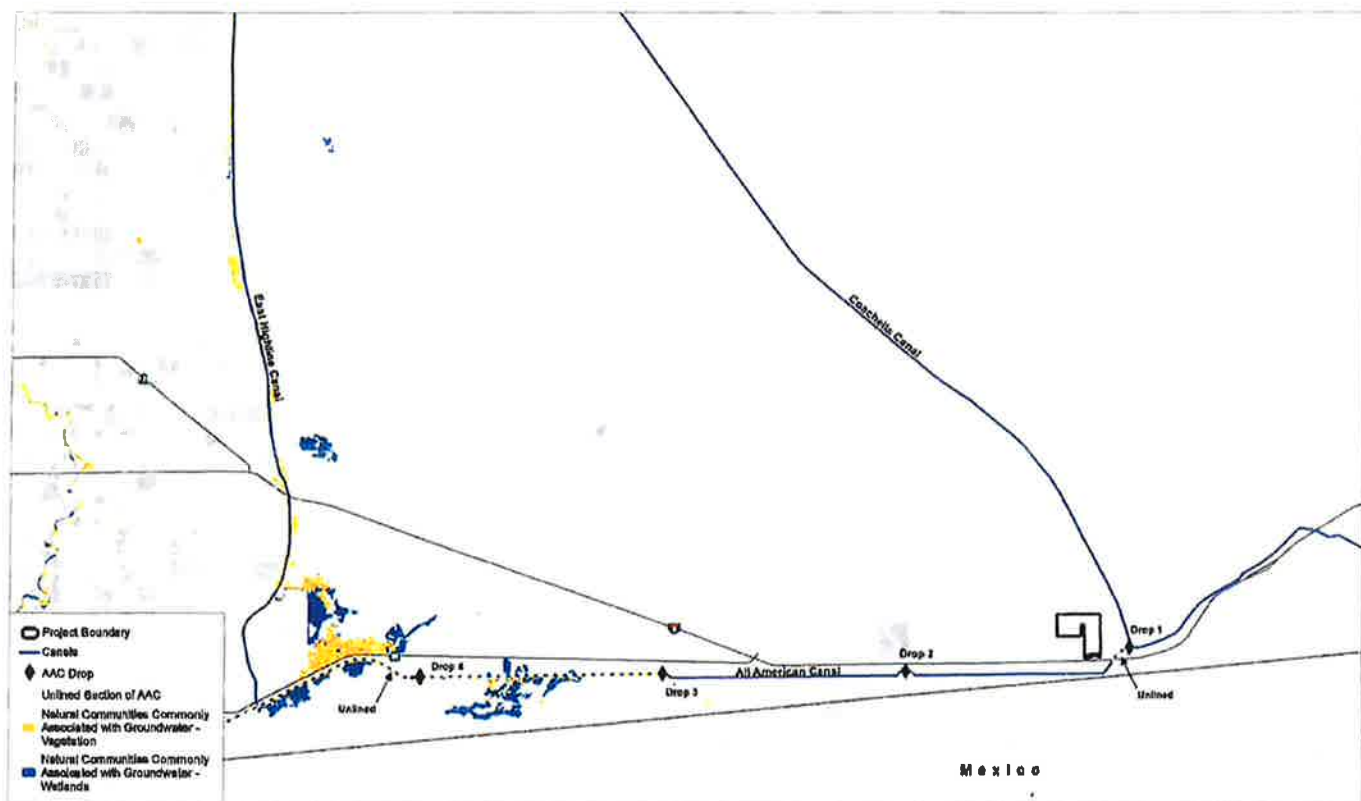 East Highline Canal
Coachella Canal
Drop 1
Drop 2
Drop 4
All American Canal
Drop 3
Unlined
Unlined
Mexico
Project Boundary
Canals
AAC Drop
Unlined Section of AAC
Natural Communities Commonly
Associated with Groundwater -
Vegetation
Natural Communities Commonly
Associated with Groundwater -
Wetlands